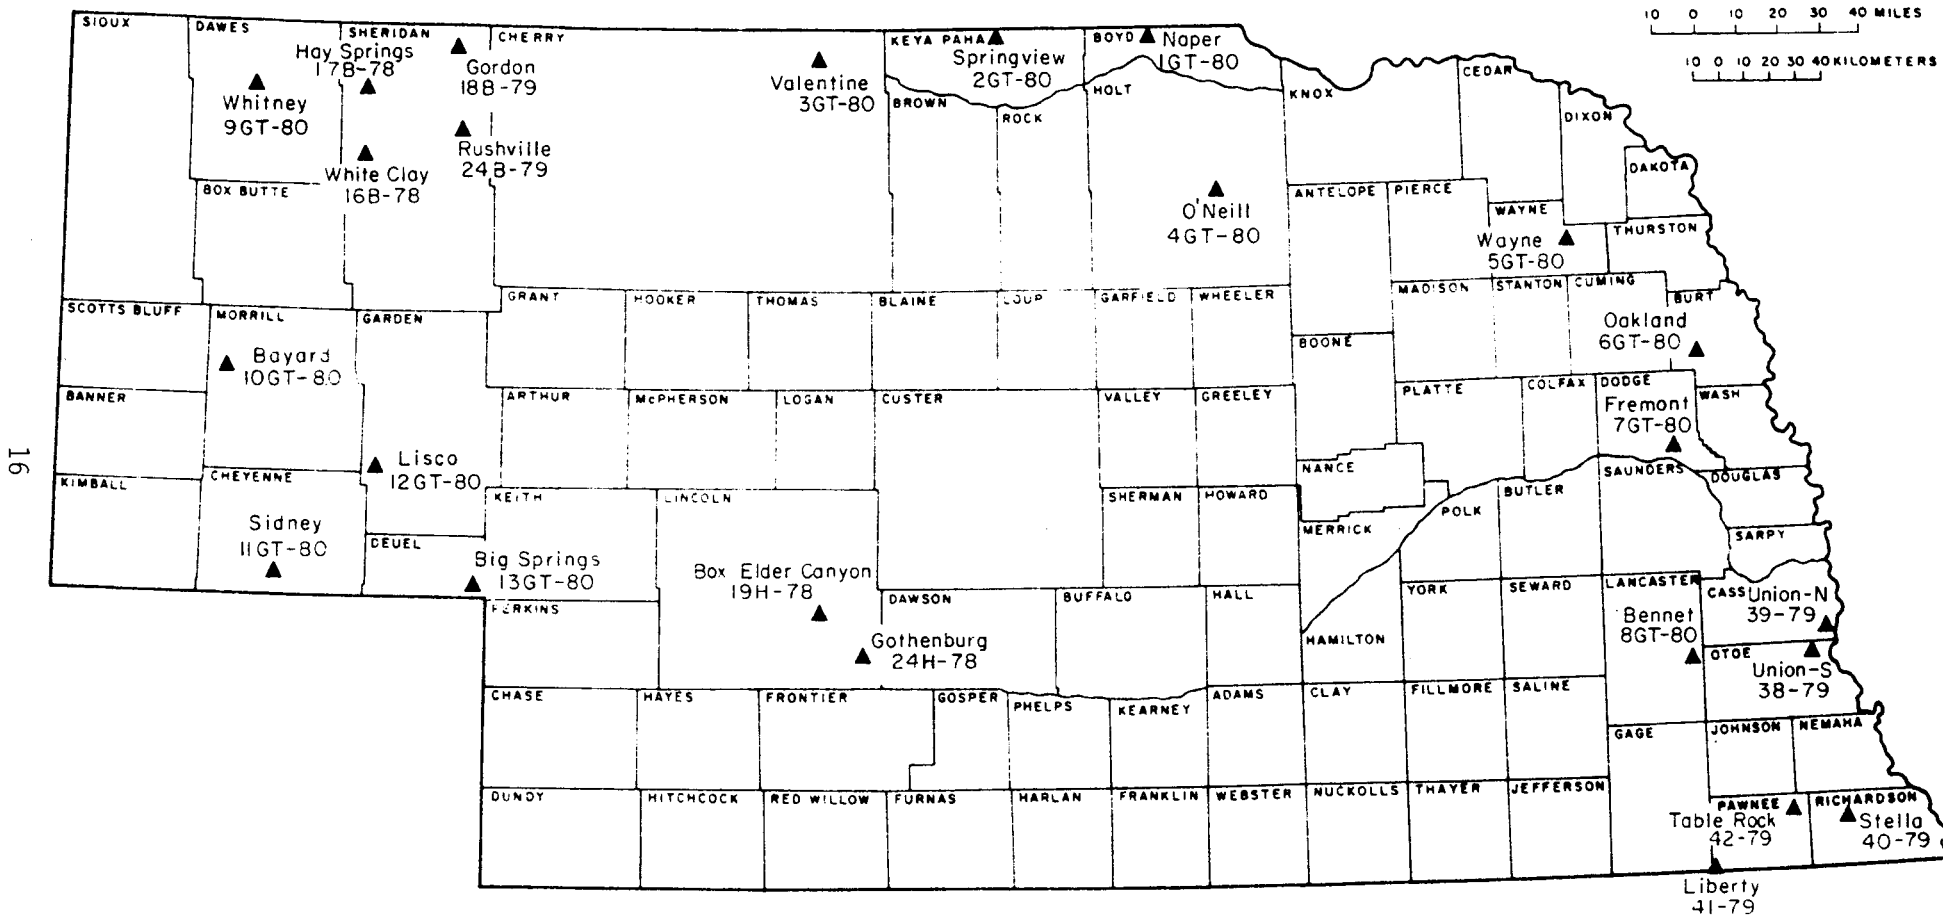 SIOUX
DAWES
SHERIDAN
CHERRY
KEYA PAHA
BOYD
10 0 10 20 30 40 MILES
10 0 10 20 30 40 KILOMETERS
Hay Springs
17B-78
Gordon
18B-79
Whitney
9GT-80
Rushville
24B-79
White Clay
16B-78
BOX BUTTE
Valentine
3GT-80
Springview
2GT-80
Naper
1GT-80
BROWN
ROCK
HOLT
KNOX
CEDAR
DIXON
DAKOTA
O'Neill
4GT-80
ANTELOPE
PIERCE
WAYNE
Wayne
5GT-80
THURSTON
SCOTTS BLUFF
MORRILL
GARDEN
GRANT
HOOKER
THOMAS
BLAINE
LOUP
GARFIELD
WHEELER
MADISON
STANTON
CUMING
BURT
Bayard
10GT-80
BOONE
Oakland
6GT-80
BANNER
ARTHUR
McPHERSON
LOGAN
CUSTER
VALLEY
GREELEY
PLATTE
COLFAX
DODGE
WASH
Fremont
7GT-80
16
Lisco
12GT-80
KIMBALL
CHEYENNE
KEITH
LINCOLN
SHERMAN
HOWARD
NANCE
MERRICK
POLK
BUTLER
SAUNDERS
DOUGLAS
SARPY
Sidney
11GT-80
DEUEL
Big Springs
13GT-80
Box Elder Canyon
19H-78
PERKINS
DAWSON
BUFFALO
HALL
HAMILTON
YORK
SEWARD
LANCASTER
CASS
Union-N
39-79
Bennet
8GT-80
OTOE
Union-S
38-79
Gothenburg
24H-78
CHASE
HAYES
FRONTIER
GOSPER
PHELPS
KEARNEY
ADAMS
CLAY
FILLMORE
SALINE
GAGE
JOHNSON
NEMAHA
DUNDY
HITCHCOCK
RED WILLOW
FURNAS
HARLAN
FRANKLIN
WEBSTER
NUCKOLLS
THAYER
JEFFERSON
PAWNEE
RICHARDSON
Table Rock
42-79
Stella
40-79
Liberty
41-79